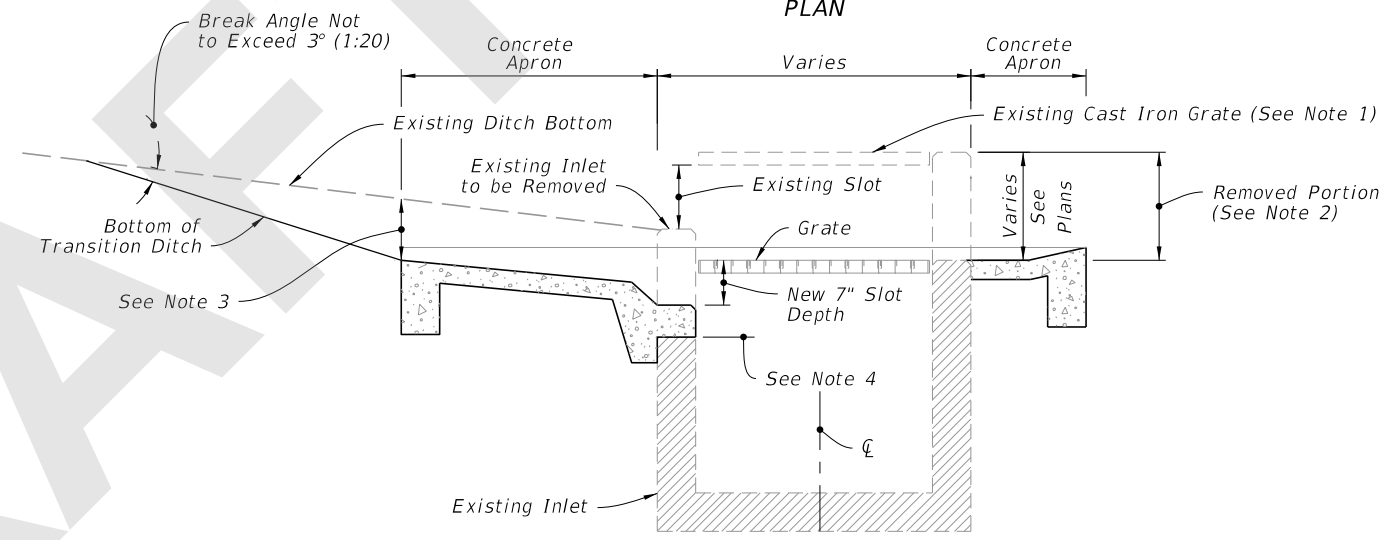 PLAN
Break Angle Not
to Exceed 3° (1:20)
Concrete
Apron
Varies
Concrete
Apron
Existing Ditch Bottom
Existing Cast Iron Grate (See Note 1)
Existing Inlet
to be Removed
Existing Slot
Varies
See
Plans
Removed Portion
(See Note 2)
Bottom of
Transition Ditch
Grate
See Note 3
New 7" Slot
Depth
See Note 4
℄
Existing Inlet